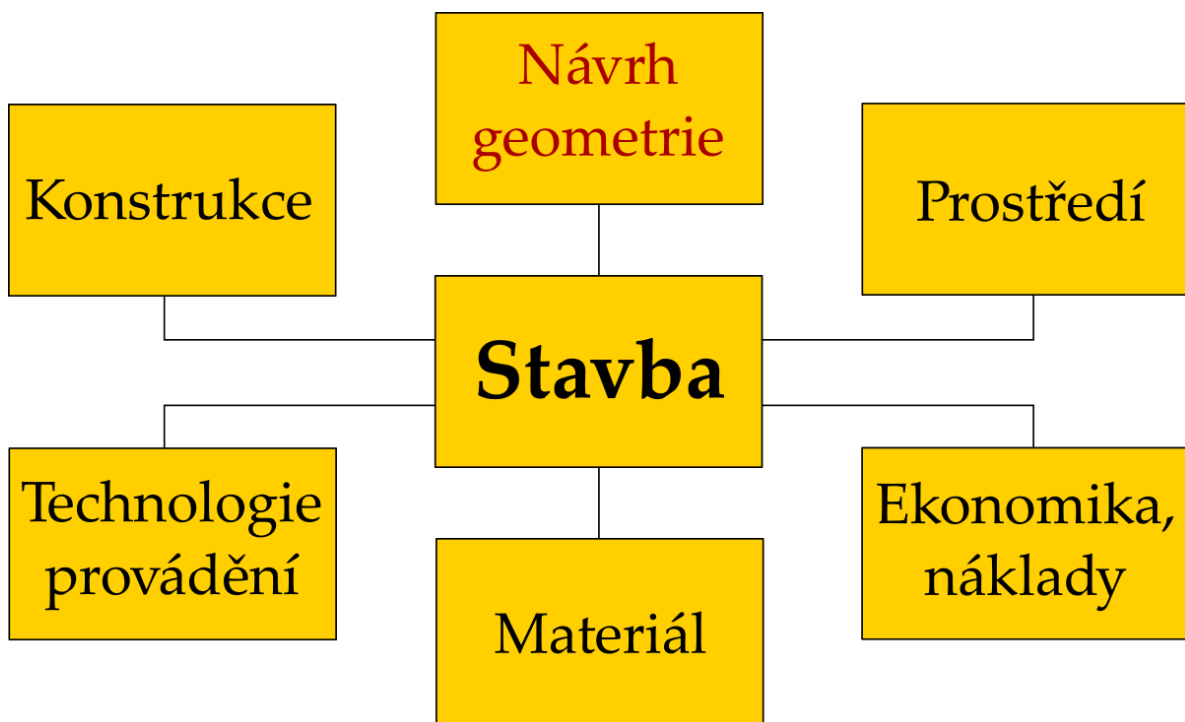 Návrh
geometrie
Konstrukce
Prostředí
Stavba
Technologie
provádění
Ekonomika,
náklady
Materiál